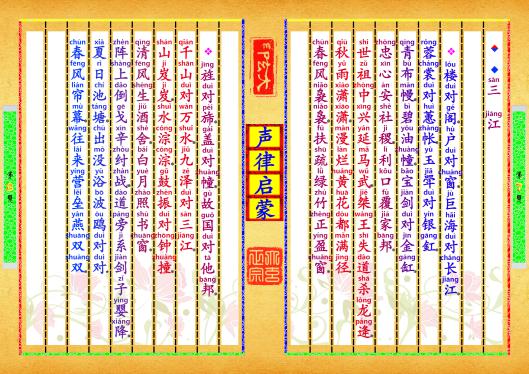 三江
楼对阁,户对窗,巨海对长江。
蓉裳对蕙帐,玉斝对银釭。
青布幔,碧油幢,宝剑对金缸。
忠心安社稷,利口覆家邦。
世祖中兴延马武,桀王失道杀龙逄。
秋雨潇潇,漫烂黄花都满径;
春风袅袅,扶疏绿竹正盈窗。
声律启蒙
旌对旆,盖对幢,故国对他邦。
千山对万水,九泽对三江。
山岌岌,水淙淙,鼓振对钟撞。
清风生酒舍,白月照书窗。
阵上倒戈辛纣战,道旁系剑子婴降。
夏日池塘,出没浴波鸥对对;
春风帘幕,往来营垒燕双双。